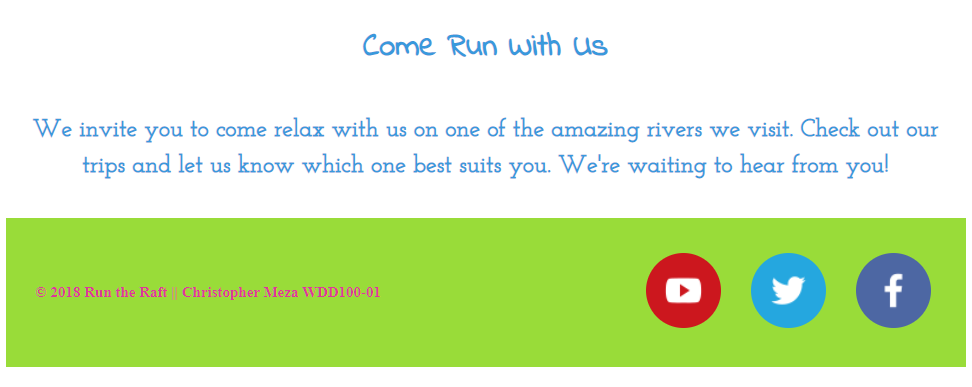 Come Run With Us
We invite you to come relax with us on one of the amazing rivers we visit. Check out our
trips and let us know which one best suits you. We're waiting to hear from you!
© 2018 Run the Raft || Christopher Meza WDD100-01